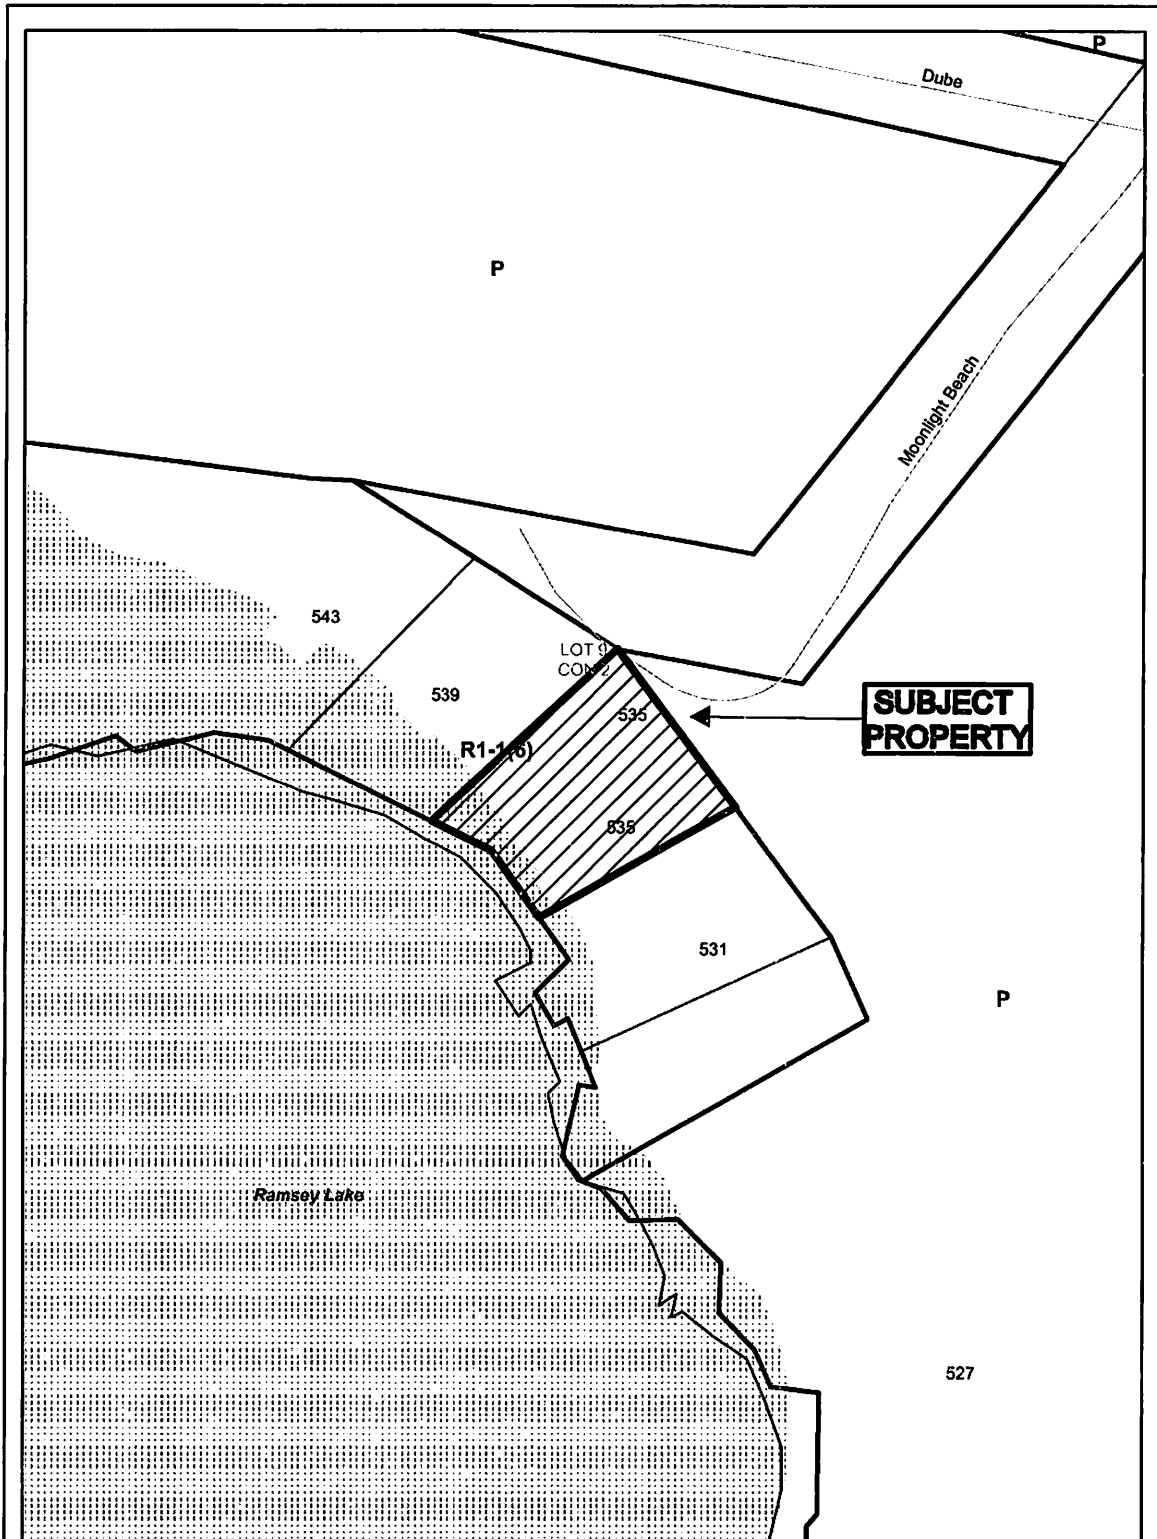 P
Dube
P
Moonlight Beach
543
LOT 9
CON 2
539
535
SUBJECT
PROPERTY
R1-1(6)
535
531
P
Ramsey Lake
527